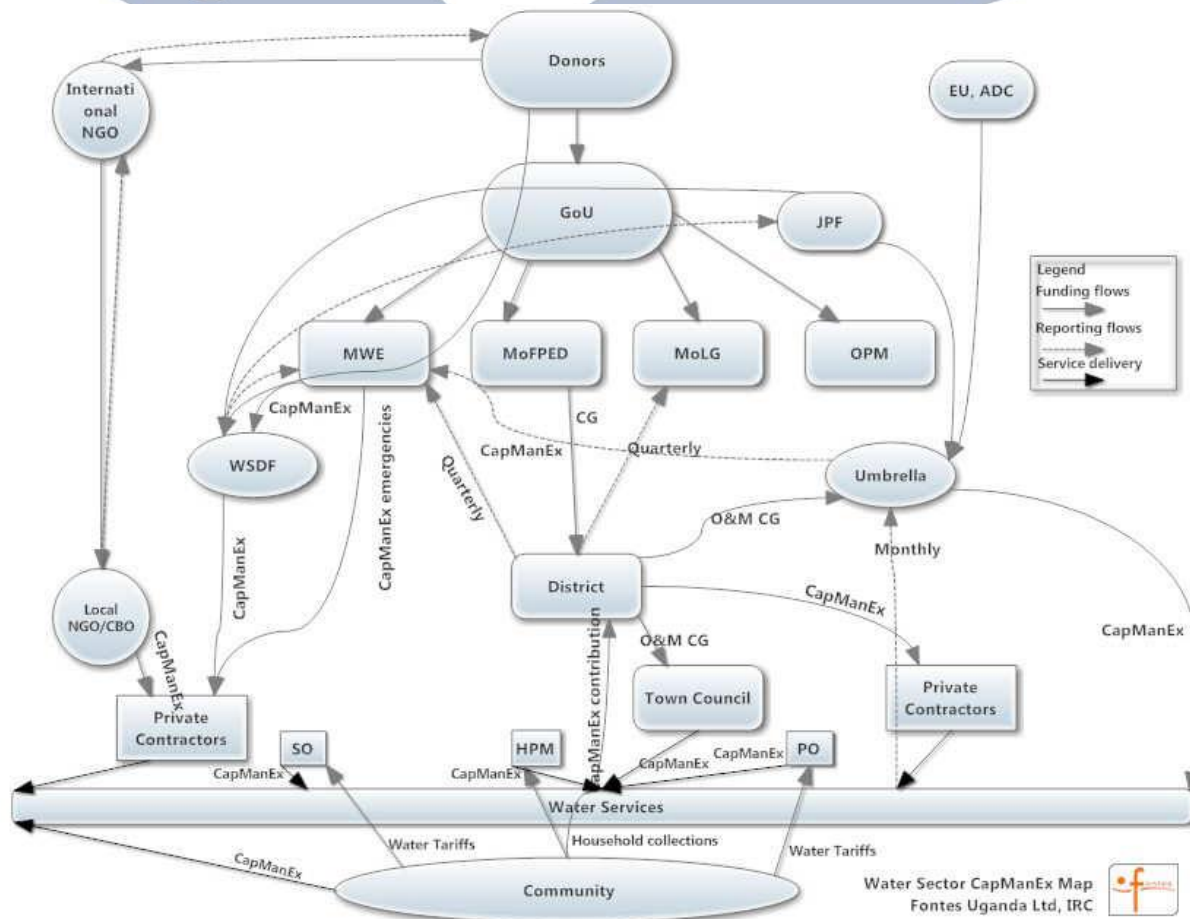 Donors
Internati
onal
NGO
EU, ADC
GoU
JPF
Legend
Funding flows
Reporting flows
Service delivery
MWE
MoFPED
MoLG
OPM
CapManEx
CG
WSDF
CapManEx emergencies
Quarterly
CapManEx
Quarterly
Umbrella
O&M CG
Monthly
CapManEx
District
CapManEx
Local
NGO/CBO
CapManEx
CapManEx contribution
O&M CG
CapManEx
Town Council
Private
Contractors
Private
Contractors
SO
HPM
PO
CapManEx
CapManEx
CapManEx
CapManEx
Water Services
Water Tariffs
Household collections
Water Tariffs
CapManEx
Community
Water Sector CapManEx Map
Fontes Uganda Ltd, IRC
fontes